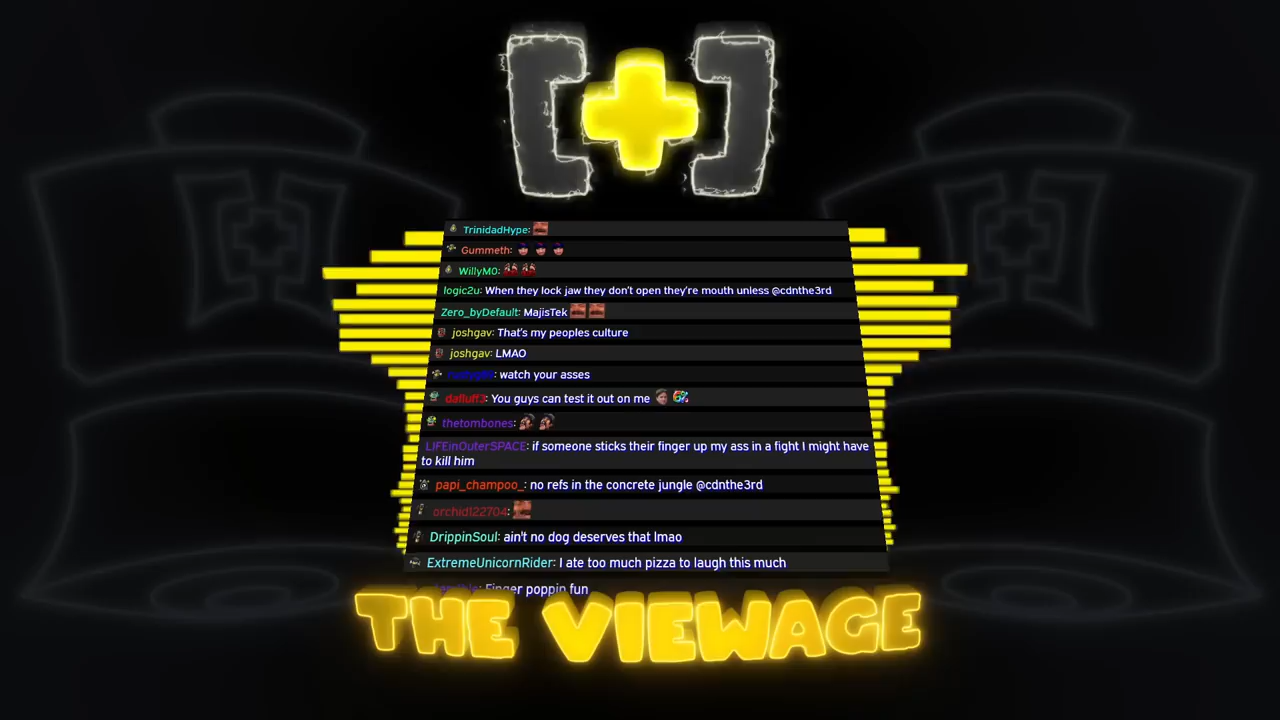 TrinidadHype:
Gummeth:
WillyM0:
logic2u: When they lock jaw they don't open they're mouth unless @cdnthe3rd
Zero_byDefault: MajisTek
joshgav: That's my peoples culture
joshgav: LMAO
: watch your asses
dafluff3: You guys can test it out on me
thetombones:
LIFEinOuterSPACE: if someone sticks their finger up my ass in a fight I might have
to kill him
papi_champoo_: no refs in the concrete jungle @cdnthe3rd
orchid122704:
DrippinSoul: ain't no dog deserves that lmao
ExtremeUnicornRider: I ate too much pizza to laugh this much
: Finger poppin fun
THE VIEWAGE